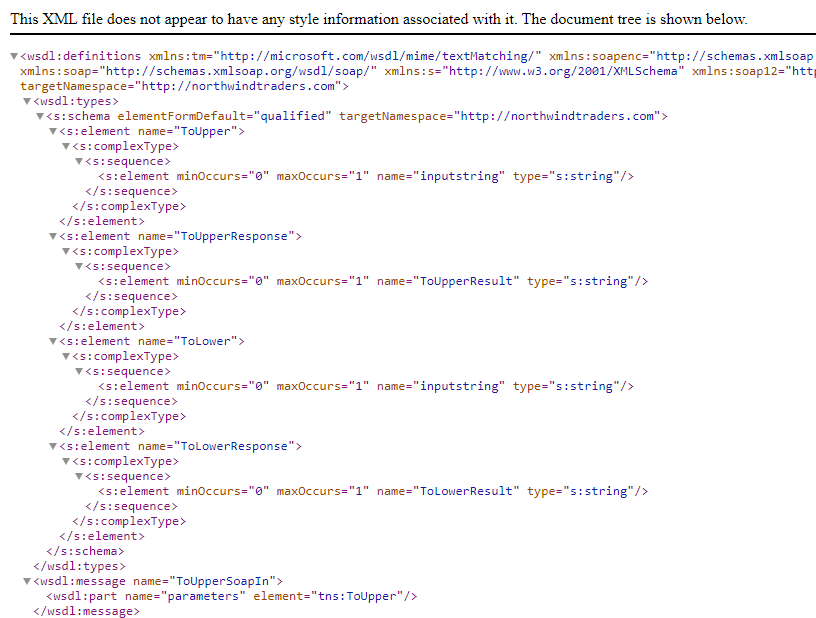 This XML file does not appear to have any style information associated with it. The document tree is shown below.
▼<wsdl:definitions xmlns:tm="http://microsoft.com/wsdl/mime/textMatching/" xmlns:soapenc="http://schemas.xmlsoap
xmlns:soap="http://schemas.xmlsoap.org/wsdl/soap/" xmlns:s="http://www.w3.org/2001/XMLSchema" xmlns:soap12="http
targetNamespace="http://northwindtraders.com">
▼<wsdl:types>
▼<s:schema elementFormDefault="qualified" targetNamespace="http://northwindtraders.com">
▼<s:element name="ToUpper">
▼<s:complexType>
▼<s:sequence>
<s:element minOccurs="0" maxOccurs="1" name="inputstring" type="s:string"/>
</s:sequence>
</s:complexType>
</s:element>
▼<s:element name="ToUpperResponse">
▼<s:complexType>
▼<s:sequence>
<s:element minOccurs="0" maxOccurs="1" name="ToUpperResult" type="s:string"/>
</s:sequence>
</s:complexType>
</s:element>
▼<s:element name="ToLower">
▼<s:complexType>
▼<s:sequence>
<s:element minOccurs="0" maxOccurs="1" name="inputstring" type="s:string"/>
</s:sequence>
</s:complexType>
</s:element>
▼<s:element name="ToLowerResponse">
▼<s:complexType>
▼<s:sequence>
<s:element minOccurs="0" maxOccurs="1" name="ToLowerResult" type="s:string"/>
</s:sequence>
</s:complexType>
</s:element>
</s:schema>
</wsdl:types>
▼<wsdl:message name="ToUpperSoapIn">
<wsdl:part name="parameters" element="tns:ToUpper"/>
</wsdl:message>